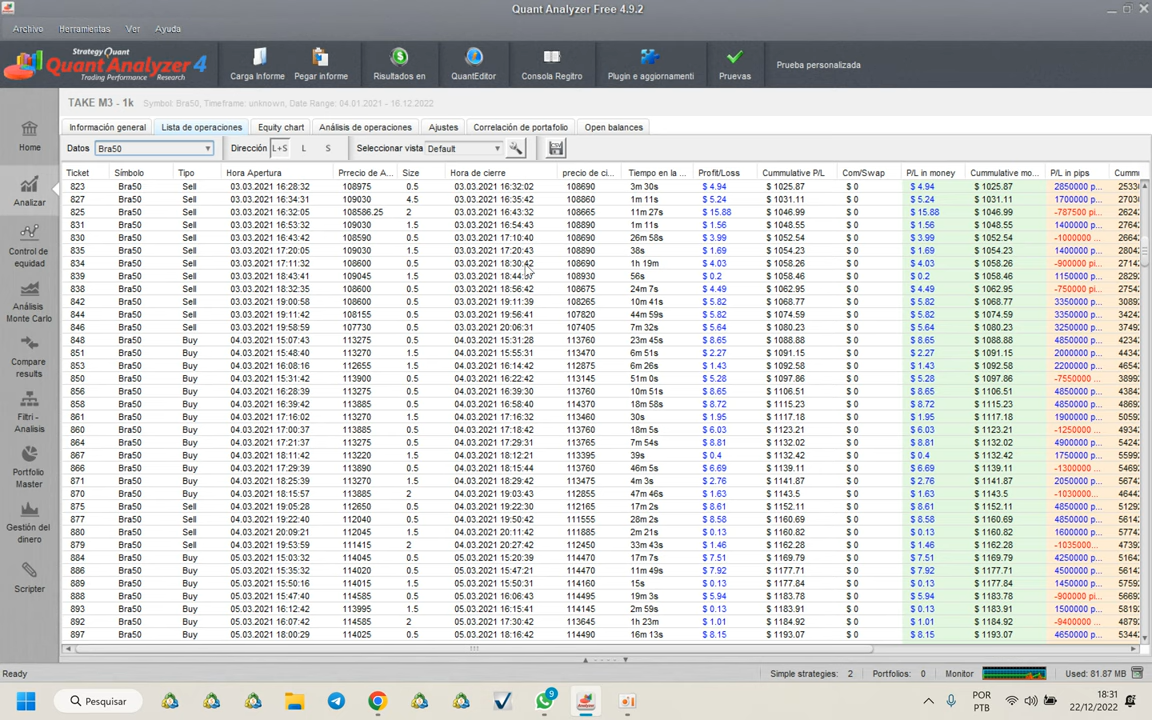 Quant Analyzer Free 4.9.2
Archivo Herramientas Ver Ayuda
Strategy Quant
QuantAnalyzer 4
Trading Performance Research
Carga Informe Pegar informe Risultados en QuantEditor Consola Regitro Plugin e aggiornamenti Pruevas Prueba personalizada
TAKE M3 - 1k Symbol: Bra50, Timeframe: unknown, Date Range: 04.01.2021 - 16.12.2022
Información general Lista de operaciones Equity chart Análisis de operaciones Ajustes Correlación de portafolio Open balances
Datos Bra50 Dirección L+S L S Seleccionar vista Default
Home
Analizar
Control de equidad
Análisis Monte Carlo
Compare results
Filtri - Analisis
Portfolio Master
Gestión del dinero
Scripter
Ticket Símbolo Tipo Hora Apertura Prrecio de A... Size Hora de cierre precio de ci... Tiempo en la ... Profit/Loss Cummulative P/L Com/Swap P/L in money Cummulative mo... P/L in pips Cummu
823 Bra50 Sell 03.03.2021 16:28:32 108975 0.5 03.03.2021 16:32:02 108690 3m 30s $ 4.94 $ 1025.87 $ 0 $ 4.94 $ 1025.87 2850000 p... 25330
827 Bra50 Sell 03.03.2021 16:34:31 109030 4.5 03.03.2021 16:35:42 108860 1m 11s $ 5.24 $ 1031.11 $ 0 $ 5.24 $ 1031.11 1700000 p... 27030
825 Bra50 Sell 03.03.2021 16:32:05 108586.25 2 03.03.2021 16:43:32 108665 11m 27s $ 15.88 $ 1046.99 $ 0 $ 15.88 $ 1046.99 -787500 pi... 26242
831 Bra50 Sell 03.03.2021 16:53:32 109030 1.5 03.03.2021 16:54:43 108890 1m 11s $ 1.56 $ 1048.55 $ 0 $ 1.56 $ 1048.55 1400000 p... 27642
830 Bra50 Sell 03.03.2021 16:43:42 108590 0.5 03.03.2021 17:10:40 108690 26m 58s $ 3.99 $ 1052.54 $ 0 $ 3.99 $ 1052.54 -1000000 ... 26642
835 Bra50 Sell 03.03.2021 17:20:05 109030 1.5 03.03.2021 17:20:43 108890 38s $ 1.69 $ 1054.23 $ 0 $ 1.69 $ 1054.23 1400000 p... 28042
834 Bra50 Sell 03.03.2021 17:11:32 108600 0.5 03.03.2021 18:30:42 108690 1h 19m $ 4.03 $ 1058.26 $ 0 $ 4.03 $ 1058.26 -900000 pi... 27142
839 Bra50 Sell 03.03.2021 18:43:41 109045 1.5 03.03.2021 18:44:37 108930 56s $ 0.2 $ 1058.46 $ 0 $ 0.2 $ 1058.46 1150000 p... 28292
838 Bra50 Sell 03.03.2021 18:32:35 108600 0.5 03.03.2021 18:56:42 108675 24m 7s $ 4.49 $ 1062.95 $ 0 $ 4.49 $ 1062.95 -750000 pi... 27542
842 Bra50 Sell 03.03.2021 19:00:58 108600 0.5 03.03.2021 19:11:39 108265 10m 41s $ 5.82 $ 1068.77 $ 0 $ 5.82 $ 1068.77 3350000 p... 30892
844 Bra50 Sell 03.03.2021 19:11:42 108155 0.5 03.03.2021 19:56:41 107820 44m 59s $ 5.82 $ 1074.59 $ 0 $ 5.82 $ 1074.59 3350000 p... 34242
846 Bra50 Sell 03.03.2021 19:58:59 107730 0.5 03.03.2021 20:06:31 107405 7m 32s $ 5.64 $ 1080.23 $ 0 $ 5.64 $ 1080.23 3250000 p... 37492
848 Bra50 Buy 04.03.2021 15:07:43 113275 0.5 04.03.2021 15:31:28 113760 23m 45s $ 8.65 $ 1088.88 $ 0 $ 8.65 $ 1088.88 4850000 p... 42342
851 Bra50 Buy 04.03.2021 15:48:40 113270 1.5 04.03.2021 15:55:31 113470 6m 51s $ 2.27 $ 1091.15 $ 0 $ 2.27 $ 1091.15 2000000 p... 44342
853 Bra50 Buy 04.03.2021 16:08:16 112655 1.5 04.03.2021 16:14:42 112875 6m 26s $ 1.43 $ 1092.58 $ 0 $ 1.43 $ 1092.58 2200000 p... 46542
850 Bra50 Buy 04.03.2021 15:31:42 113900 0.5 04.03.2021 16:22:42 113145 51m 0s $ 5.28 $ 1097.86 $ 0 $ 5.28 $ 1097.86 -7550000 ... 38992
856 Bra50 Buy 04.03.2021 16:28:39 113275 0.5 04.03.2021 16:39:30 113760 10m 51s $ 8.65 $ 1106.51 $ 0 $ 8.65 $ 1106.51 4850000 p... 43842
858 Bra50 Buy 04.03.2021 16:39:42 113885 0.5 04.03.2021 16:58:40 114370 18m 58s $ 8.72 $ 1115.23 $ 0 $ 8.72 $ 1115.23 4850000 p... 48692
861 Bra50 Buy 04.03.2021 17:16:02 113280 1.5 04.03.2021 17:16:32 113470 30s $ 1.95 $ 1117.18 $ 0 $ 1.95 $ 1117.18 1900000 p... 50592
860 Bra50 Buy 04.03.2021 17:00:37 113885 0.5 04.03.2021 17:18:42 113760 18m 5s $ 6.03 $ 1123.21 $ 0 $ 6.03 $ 1123.21 -1250000 ... 49342
864 Bra50 Buy 04.03.2021 17:21:37 113275 0.5 04.03.2021 17:29:31 113765 7m 54s $ 8.81 $ 1132.02 $ 0 $ 8.81 $ 1132.02 4900000 p... 54242
867 Bra50 Buy 04.03.2021 18:11:42 113220 1.5 04.03.2021 18:12:21 113395 39s $ 0.4 $ 1132.42 $ 0 $ 0.4 $ 1132.42 1750000 p... 55992
866 Bra50 Buy 04.03.2021 17:29:39 113890 0.5 04.03.2021 18:15:44 113760 46m 5s $ 6.69 $ 1139.11 $ 0 $ 6.69 $ 1139.11 -1300000 ... 54692
871 Bra50 Buy 04.03.2021 18:25:39 113270 1.5 04.03.2021 18:29:42 113475 4m 3s $ 2.76 $ 1141.87 $ 0 $ 2.76 $ 1141.87 2050000 p... 56742
870 Bra50 Buy 04.03.2021 18:15:57 113885 2 04.03.2021 19:03:43 112855 47m 46s $ 1.63 $ 1143.5 $ 0 $ 1.63 $ 1143.5 -1030000... 46442
875 Bra50 Sell 04.03.2021 19:05:28 112650 0.5 04.03.2021 19:22:30 112165 17m 2s $ 8.61 $ 1152.11 $ 0 $ 8.61 $ 1152.11 4850000 p... 51292
877 Bra50 Sell 04.03.2021 19:22:40 112040 0.5 04.03.2021 19:50:42 111555 28m 2s $ 8.58 $ 1160.69 $ 0 $ 8.58 $ 1160.69 4850000 p... 56142
880 Bra50 Sell 04.03.2021 20:09:21 112045 1.5 04.03.2021 20:11:42 111885 2m 21s $ 0.13 $ 1160.82 $ 0 $ 0.13 $ 1160.82 1600000 p... 57742
879 Bra50 Sell 04.03.2021 19:53:59 111415 2 04.03.2021 20:27:42 112450 33m 43s $ 1.46 $ 1162.28 $ 0 $ 1.46 $ 1162.28 -1035000... 47392
884 Bra50 Buy 05.03.2021 15:03:32 114045 0.5 05.03.2021 15:20:39 114530 17m 7s $ 7.51 $ 1169.79 $ 0 $ 7.51 $ 1169.79 4850000 p... 52242
886 Bra50 Buy 05.03.2021 15:35:32 114020 0.5 05.03.2021 15:47:21 114470 11m 49s $ 7.92 $ 1177.71 $ 0 $ 7.92 $ 1177.71 4500000 p... 56742
889 Bra50 Buy 05.03.2021 15:50:16 114015 1.5 05.03.2021 15:50:31 114160 15s $ 0.13 $ 1177.84 $ 0 $ 0.13 $ 1177.84 1450000 p... 58192
888 Bra50 Buy 05.03.2021 15:47:40 114585 0.5 05.03.2021 16:06:43 114495 19m 3s $ 5.94 $ 1183.78 $ 0 $ 5.94 $ 1183.78 -900000 pi...
893 Bra50 Buy 05.03.2021 16:12:42 113995 1.5 05.03.2021 16:15:41 114145 2m 59s $ 0.13 $ 1183.91 $ 0 $ 0.13 $ 1183.91 1500000 p...
892 Bra50 Buy 05.03.2021 16:07:42 114585 2 05.03.2021 17:30:42 113645 1h 23m $ 1.01 $ 1184.92 $ 0 $ 1.01 $ 1184.92 -9400000 ...
897 Bra50 Buy 05.03.2021 18:00:29 114025 0.5 05.03.2021 18:16:42 114490 16m 13s $ 8.15 $ 1193.07 $ 0 $ 8.15 $ 1193.07 4650000 p... 53442
Ready Simple strategies: 2 Portfolios: 0 Monitor Used: 81.87 MB
Pesquisar 9 POR PTB 18:31 22/12/2022